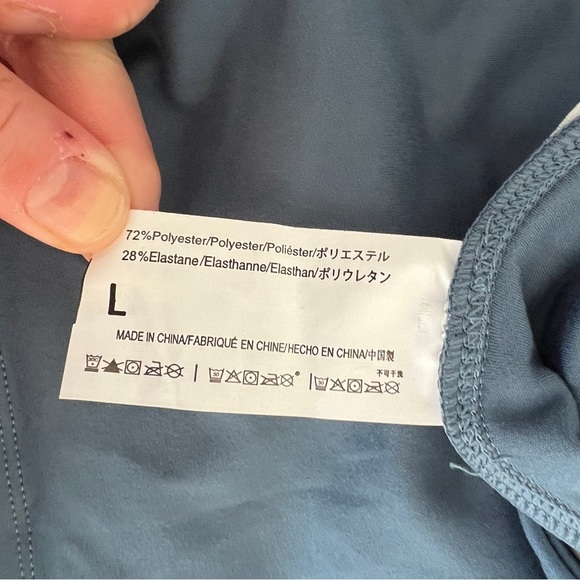 72%Polyester/Polyester/Poliéster/ポリエステル
28%Elastane/Elasthanne/Elasthan/ポリウレタン
L
MADE IN CHINA/FABRIQUÉ EN CHINE/HECHO EN CHINA/中国製
不可干洗